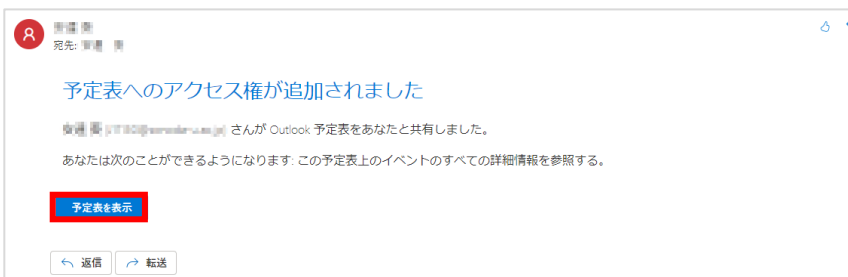 R
宛先:
予定表へのアクセス権が追加されました
さんが Outlook 予定表をあなたと共有しました。
あなたは次のことができるようになります: この予定表上のイベントのすべての詳細情報を参照する。
予定表を表示
返信 転送